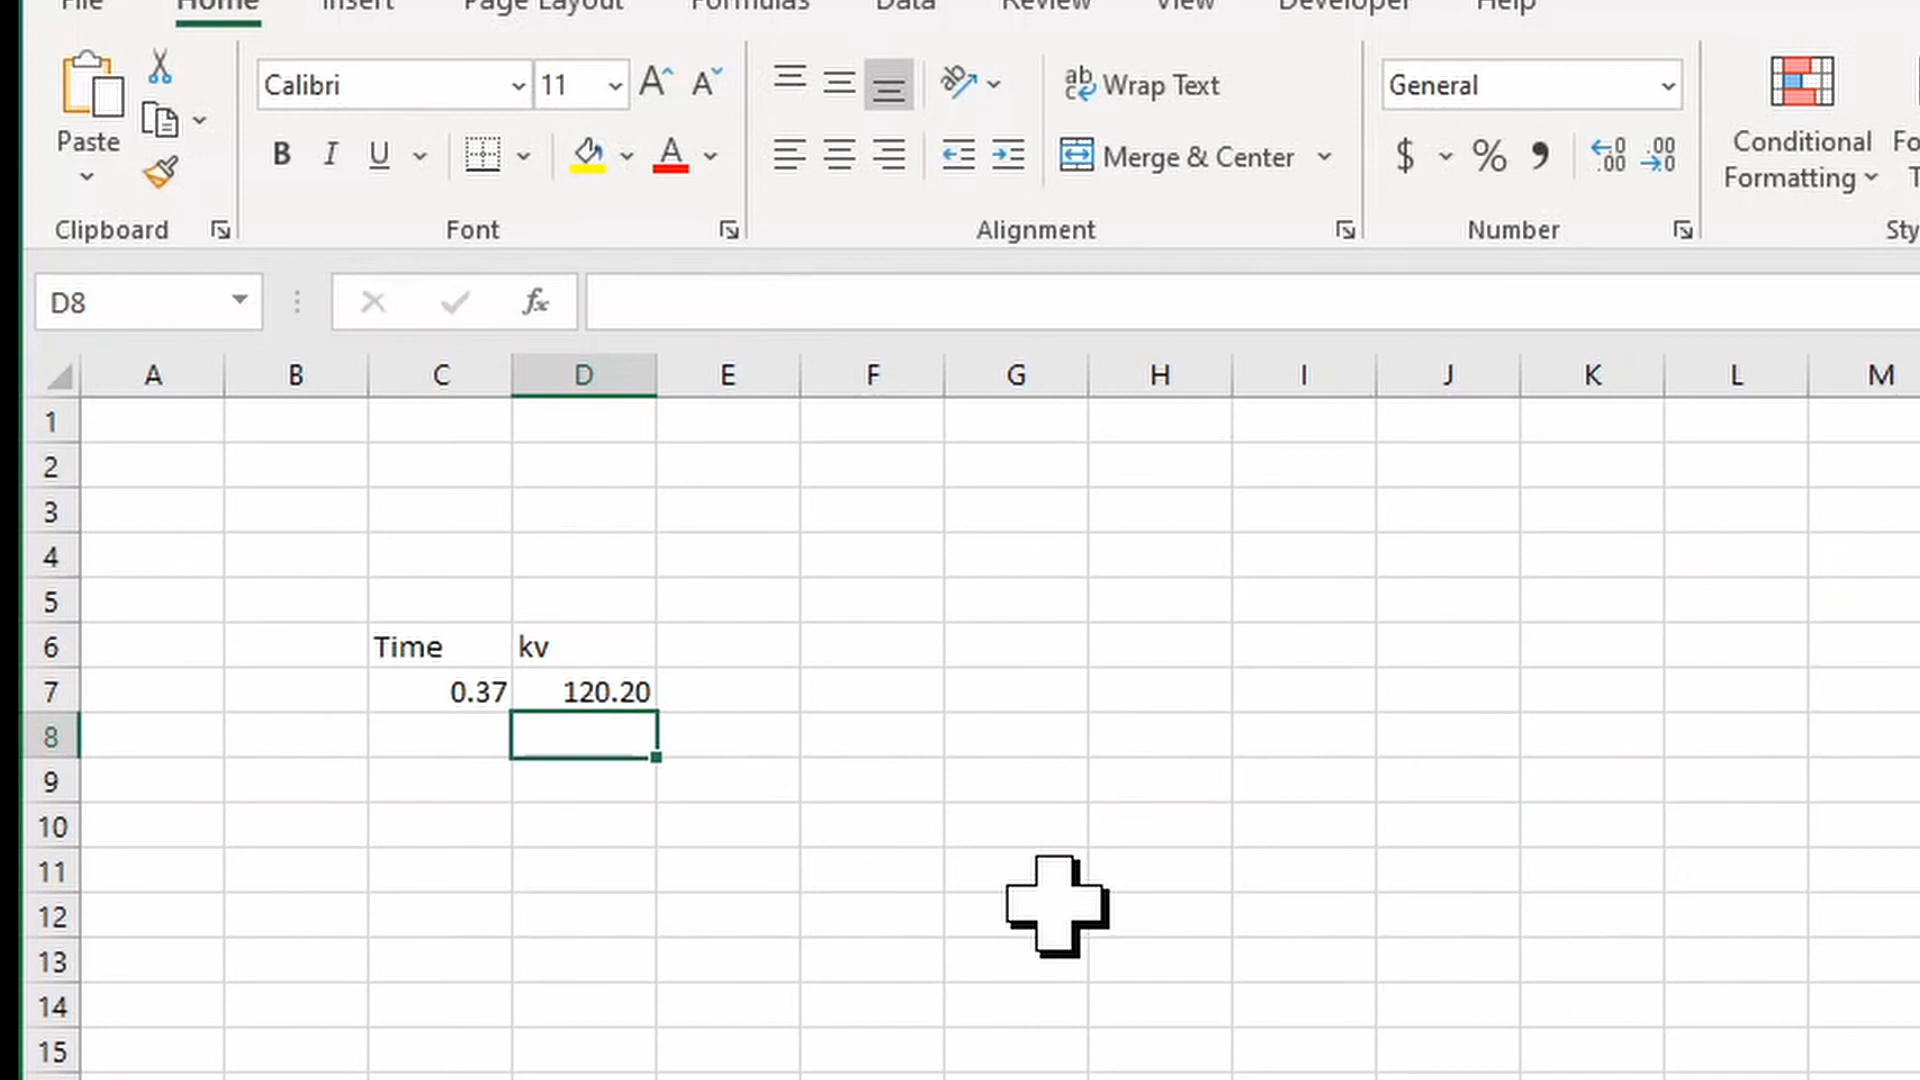 File Home Insert Page Layout Formulas Data Review View Developer Help
Calibri 11 Wrap Text General
Paste B I U Merge & Center $ % Conditional Formatting
Clipboard Font Alignment Number
D8 fx
A B C D E F G H I J K L M
1
2
3
4
5
6 Time kv
7 0.37 120.20
8
9
10
11
12
13
14
15